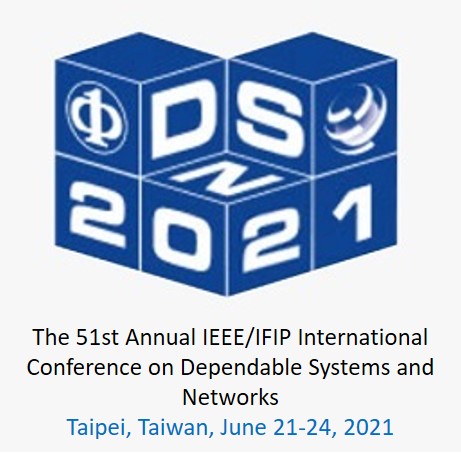 DS
N
2021
The 51st Annual IEEE/IFIP International
Conference on Dependable Systems and
Networks
Taipei, Taiwan, June 21-24, 2021